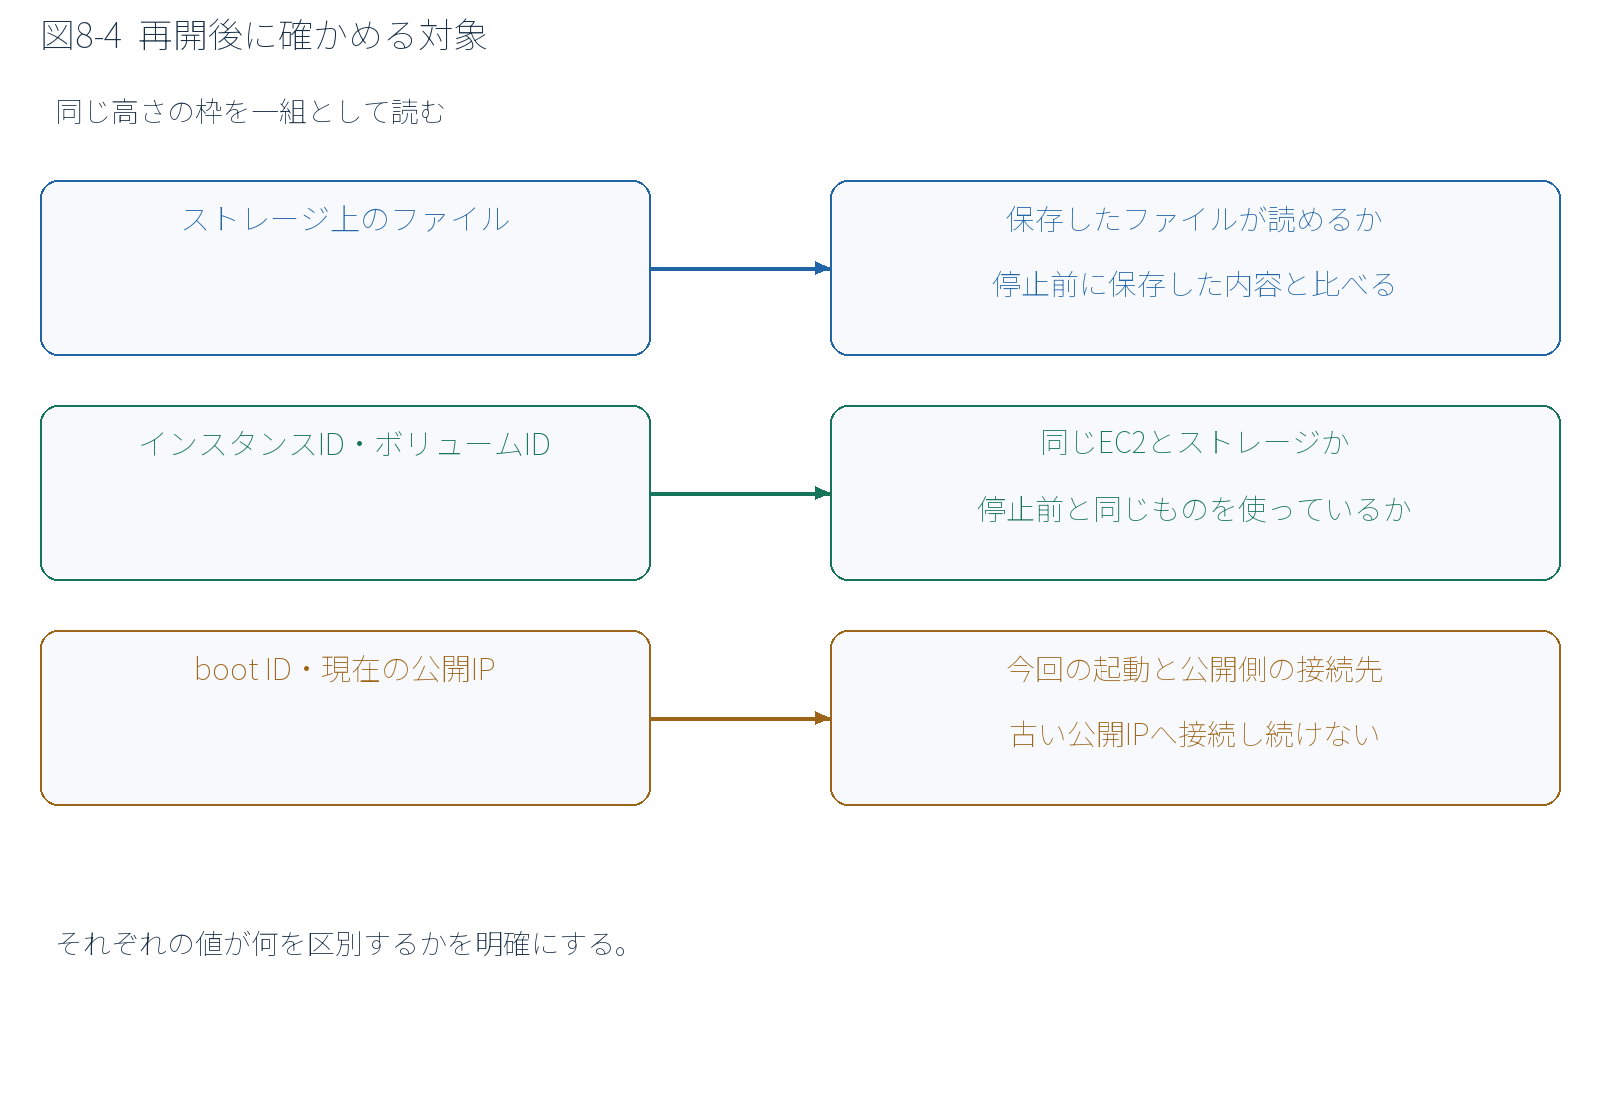 図8-4 再開後に確かめる対象
同じ高さの枠を一組として読む
ストレージ上のファイル
保存したファイルが読めるか
停止前に保存した内容と比べる
インスタンスID・ボリュームID
同じEC2とストレージか
停止前と同じものを使っているか
boot ID・現在の公開IP
今回の起動と公開側の接続先
古い公開IPへ接続し続けない
それぞれの値が何を区別するかを明確にする。